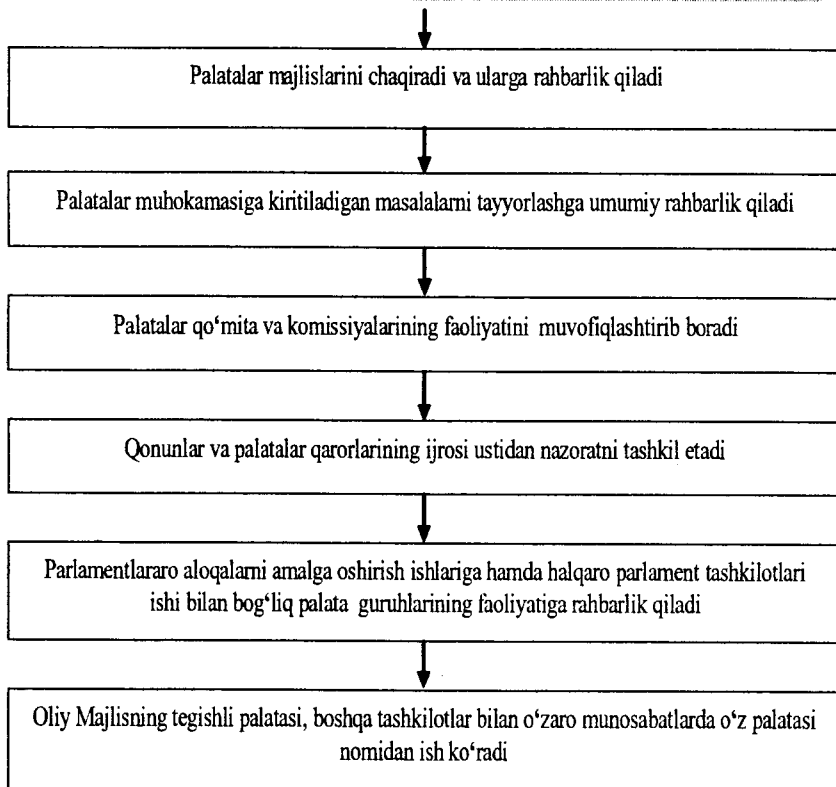 Palatalar majlislarini chaqiradi va ularga rahbarlik qiladi
Palatalar muhokamasiga kiritiladigan masalalarni tayyorlashga umumiy rahbarlik qiladi
Palatalar qo‘mita va komissiyalarining faoliyatini muvofiqlashtirib boradi
Qonunlar va palatalar qarorlarining ijrosi ustidan nazoratni tashkil etadi
Parlamentlararo aloqalarni amalga oshirish ishlariga hamda halqaro parlament tashkilotlari
ishi bilan bog‘liq palata guruhlarining faoliyatiga rahbarlik qiladi
Oliy Majlisning tegishli palatasi, boshqa tashkilotlar bilan o‘zaro munosabatlarda o‘z palatasi
nomidan ish ko‘radi